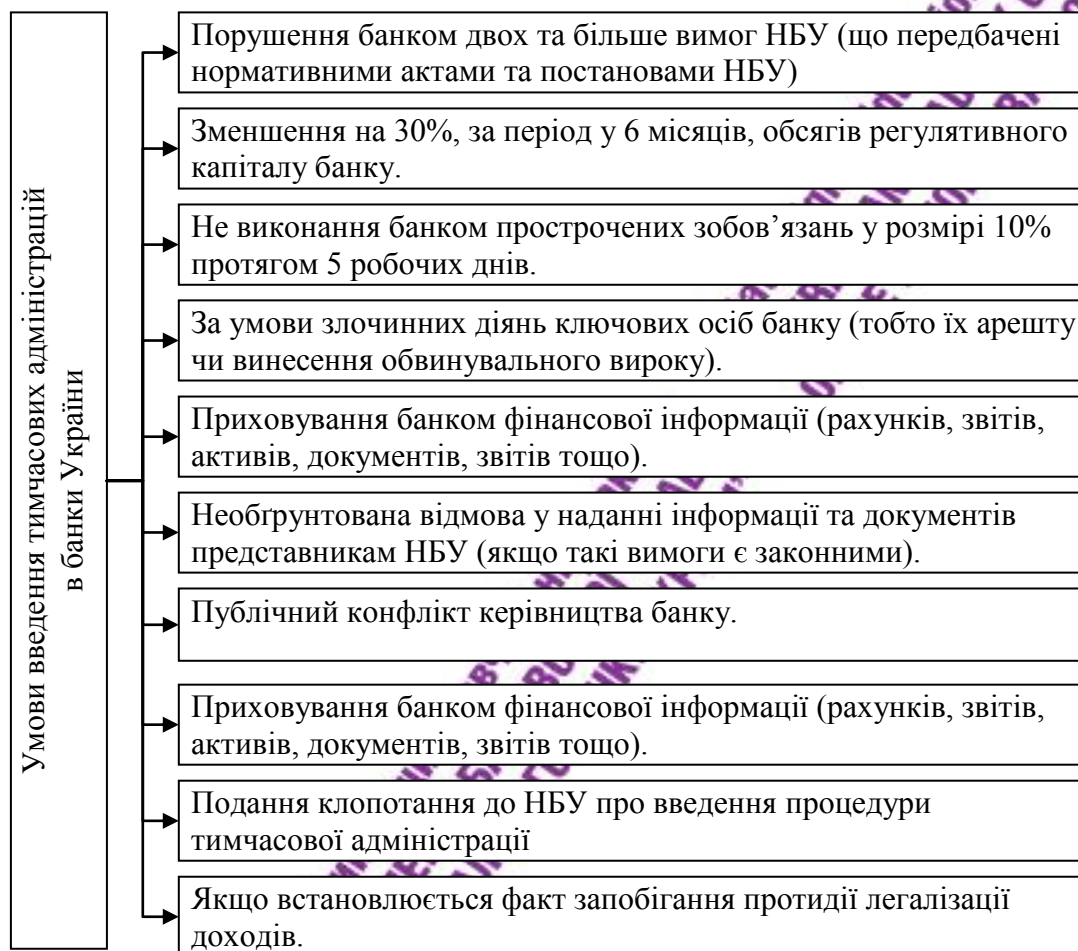 Умови введення тимчасових адміністрацій
в банки України
Порушення банком двох та більше вимог НБУ (що передбачені
нормативними актами та постановами НБУ)
Зменшення на 30%, за період у 6 місяців, обсягів регулятивного
капіталу банку.
Не виконання банком прострочених зобов’язань у розмірі 10%
протягом 5 робочих днів.
За умови злочинних діянь ключових осіб банку (тобто їх арешту
чи винесення обвинувального вироку).
Приховування банком фінансової інформації (рахунків, звітів,
активів, документів, звітів тощо).
Необґрунтована відмова у наданні інформації та документів
представникам НБУ (якщо такі вимоги є законними).
Публічний конфлікт керівництва банку.
Приховування банком фінансової інформації (рахунків, звітів,
активів, документів, звітів тощо).
Подання клопотання до НБУ про введення процедури
тимчасової адміністрації
Якщо встановлюється факт запобігання протидії легалізації
доходів.